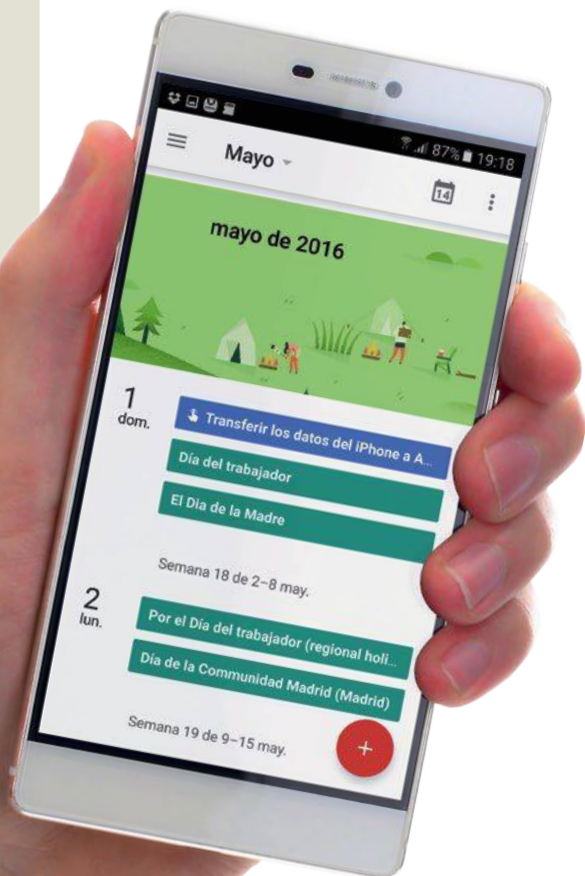 87% 19:18
Mayo
14
mayo de 2016
1
dom.
Transferir los datos del iPhone a A...
Día del trabajador
El Dia de la Madre
Semana 18 de 2–8 may.
2
lun.
Por el Día del trabajador (regional holi...
Día de la Communidad Madrid (Madrid)
Semana 19 de 9–15 may.
+